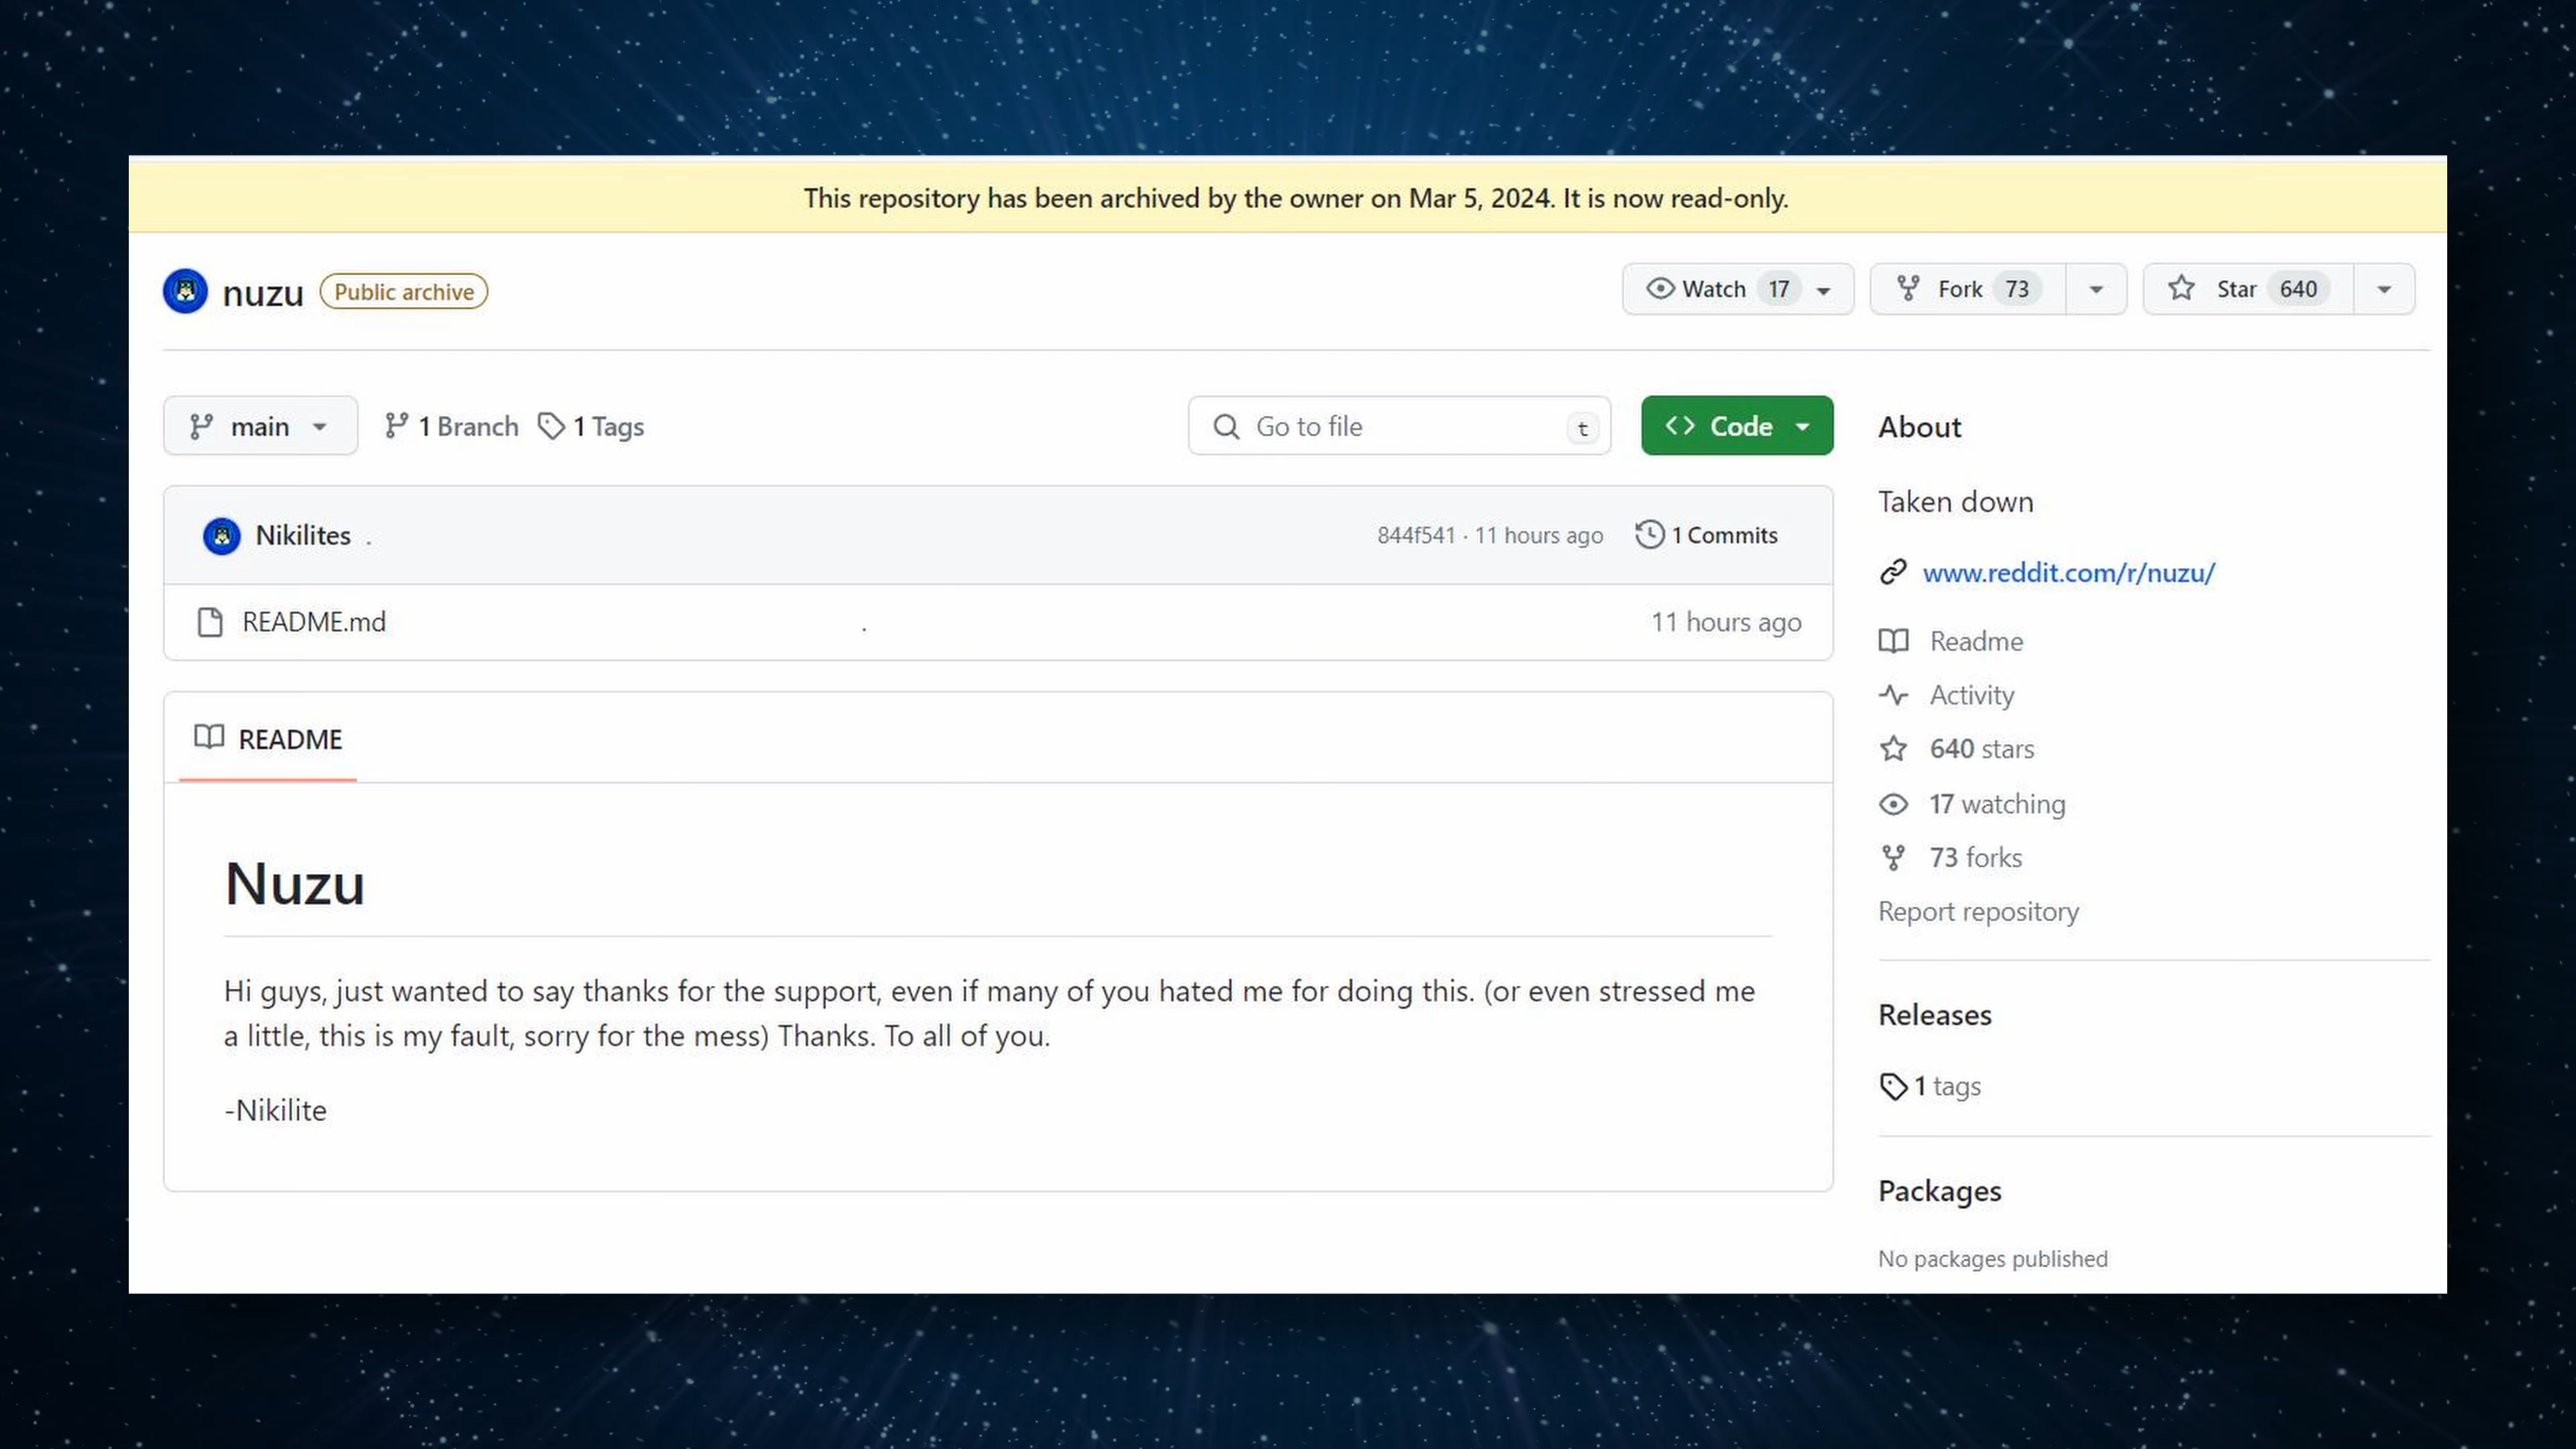 This repository has been archived by the owner on Mar 5, 2024. It is now read-only.
nuzu Public archive Watch 17 Fork 73 Star 640
main 1 Branch 1 Tags Go to file t Code
Nikilites . 844f541 · 11 hours ago 1 Commits
README.md . 11 hours ago
README
Nuzu
Hi guys, just wanted to say thanks for the support, even if many of you hated me for doing this. (or even stressed me
a little, this is my fault, sorry for the mess) Thanks. To all of you.
-Nikilite
About
Taken down
www.reddit.com/r/nuzu/
Readme
Activity
640 stars
17 watching
73 forks
Report repository
Releases
1 tags
Packages
No packages published